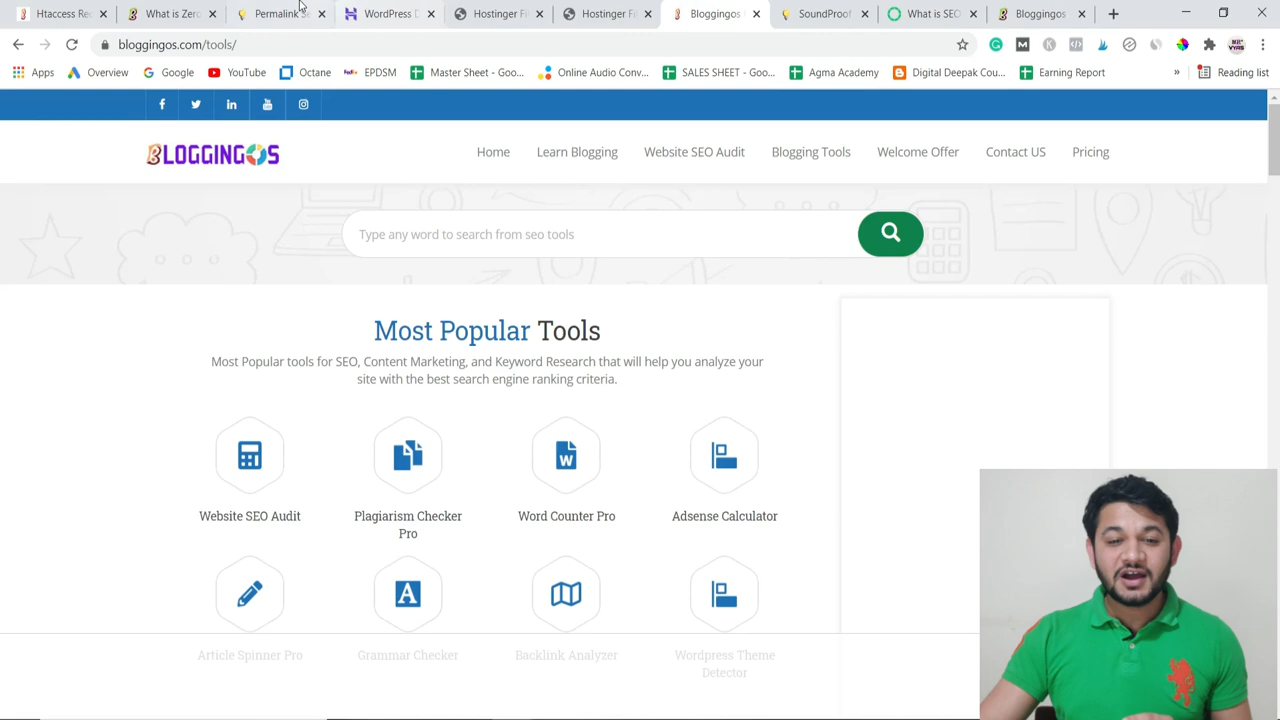 Htaccess Rec
What is Zero
Permalink Se
WordPress D
Hostinger Fi
Hostinger Fi
Bloggingos
SoundProof
What is SEO
Bloggingos
bloggingos.com/tools/
Apps
Overview
Google
YouTube
Octane
EPDSM
Master Sheet - Goo...
Online Audio Conv...
SALES SHEET - Goo...
Agma Academy
Digital Deepak Cou...
Earning Report
»
Reading list
BLOGGINGOS
Home
Learn Blogging
Website SEO Audit
Blogging Tools
Welcome Offer
Contact US
Pricing
Type any word to search from seo tools
Most Popular Tools
Most Popular tools for SEO, Content Marketing, and Keyword Research that will help you analyze your
site with the best search engine ranking criteria.
Website SEO Audit
Plagiarism Checker
Pro
Word Counter Pro
Adsense Calculator
Article Spinner Pro
Grammar Checker
Backlink Analyzer
Wordpress Theme
Detector